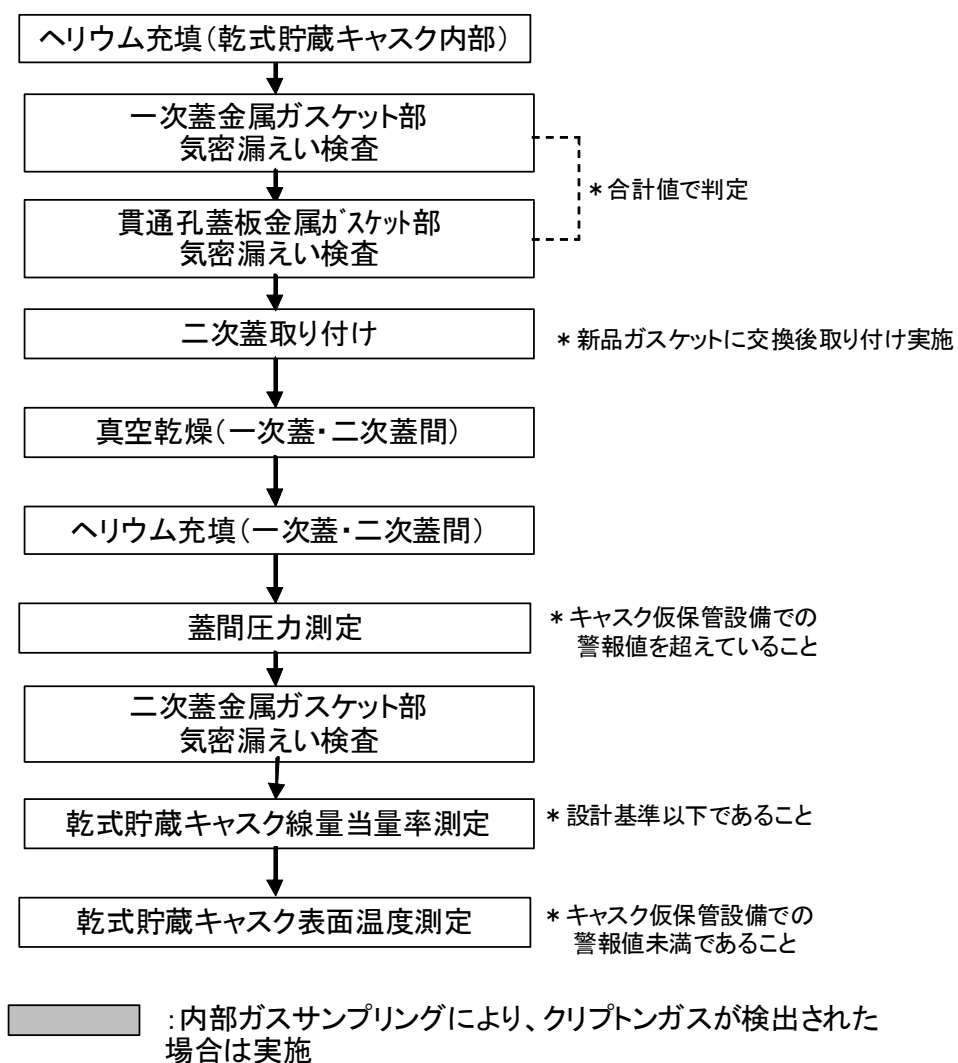 ヘリウム充填(乾式貯蔵キャスク内部)
一次蓋金属ガスケット部
気密漏えい検査
*合計値で判定
貫通孔蓋板金属ガスケット部
気密漏えい検査
二次蓋取り付け
*新品ガスケットに交換後取り付け実施
真空乾燥(一次蓋・二次蓋間)
ヘリウム充填(一次蓋・二次蓋間)
蓋間圧力測定
*キャスク仮保管設備での
警報値を超えていること
二次蓋金属ガスケット部
気密漏えい検査
乾式貯蔵キャスク線量当量率測定
*設計基準以下であること
乾式貯蔵キャスク表面温度測定
*キャスク仮保管設備での
警報値未満であること
:内部ガスサンプリングにより、クリプトンガスが検出された
場合は実施